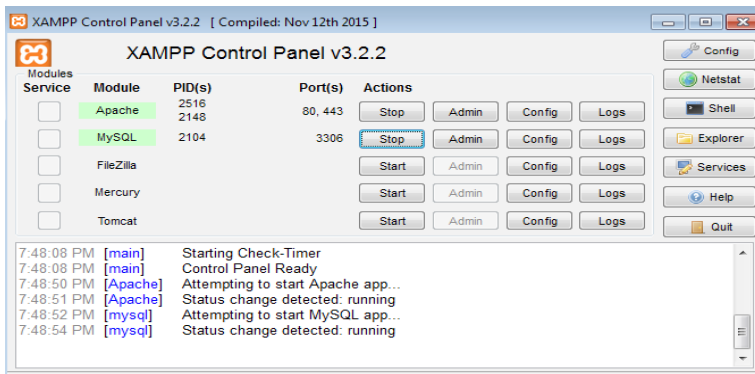 XAMPP Control Panel v3.2.2 [ Compiled: Nov 12th 2015 ]
XAMPP Control Panel v3.2.2
Config
Modules
Service Module PID(s) Port(s) Actions
Netstat
Apache 2516 2148 80, 443 Stop Admin Config Logs
Shell
MySQL 2104 3306 Stop Admin Config Logs
Explorer
FileZilla Start Admin Config Logs
Services
Mercury Start Admin Config Logs
Help
Tomcat Start Admin Config Logs
Quit
7:48:08 PM [main] Starting Check-Timer
7:48:08 PM [main] Control Panel Ready
7:48:50 PM [Apache] Attempting to start Apache app...
7:48:51 PM [Apache] Status change detected: running
7:48:52 PM [mysql] Attempting to start MySQL app...
7:48:54 PM [mysql] Status change detected: running